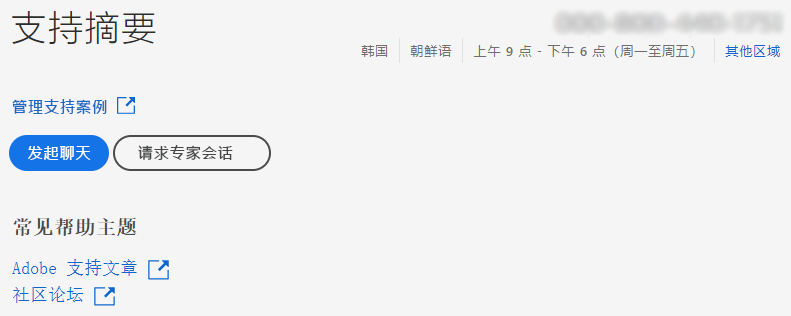 支持摘要
韩国 朝鲜语 上午 9 点 - 下午 6 点（周一至周五） 其他区域
管理支持案例
发起聊天 请求专家会话
常见帮助主题
Adobe 支持文章
社区论坛